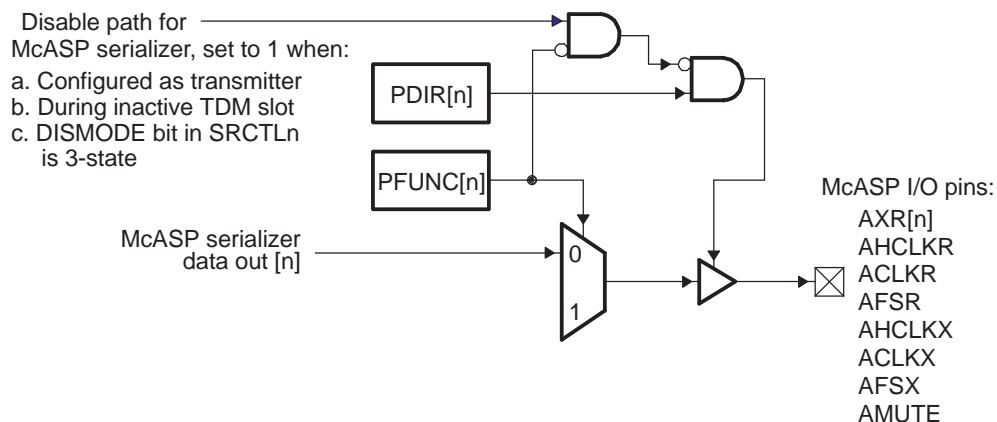 Disable path for
McASP serializer, set to 1 when:
a. Configured as transmitter
b. During inactive TDM slot
c. DISMODE bit in SRCTLn
is 3-state
PDIR[n]
PFUNC[n]
McASP serializer
data out [n]
0
1
McASP I/O pins:
AXR[n]
AHCLKR
ACLKR
AFSR
AHCLKX
ACLKX
AFSX
AMUTE